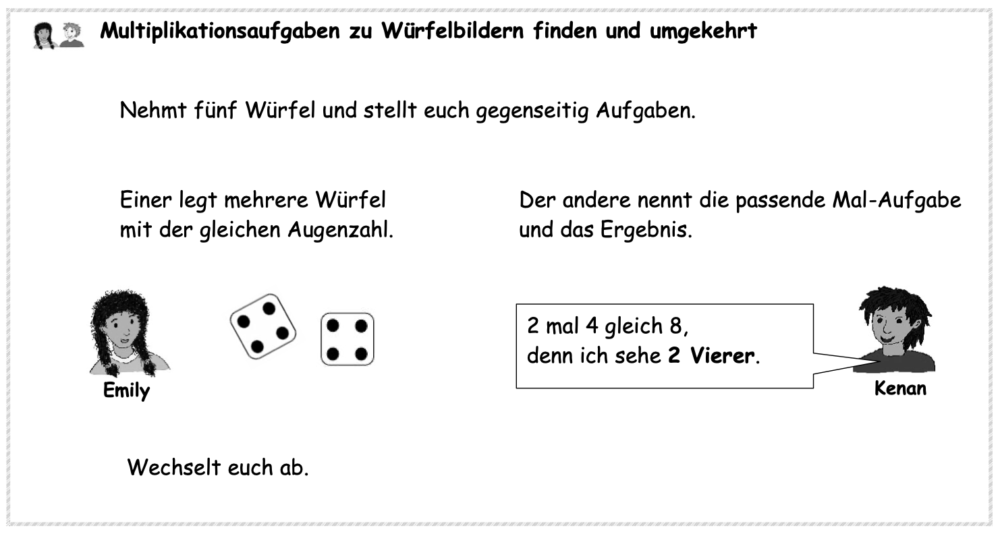 Multiplikationsaufgaben zu Würfelbildern finden und umgekehrt
Nehmt fünf Würfel und stellt euch gegenseitig Aufgaben.
Einer legt mehrere Würfel
mit der gleichen Augenzahl.
Der andere nennt die passende Mal-Aufgabe
und das Ergebnis.
2 mal 4 gleich 8,
denn ich sehe 2 Vierer.
Emily
Kenan
Wechselt euch ab.